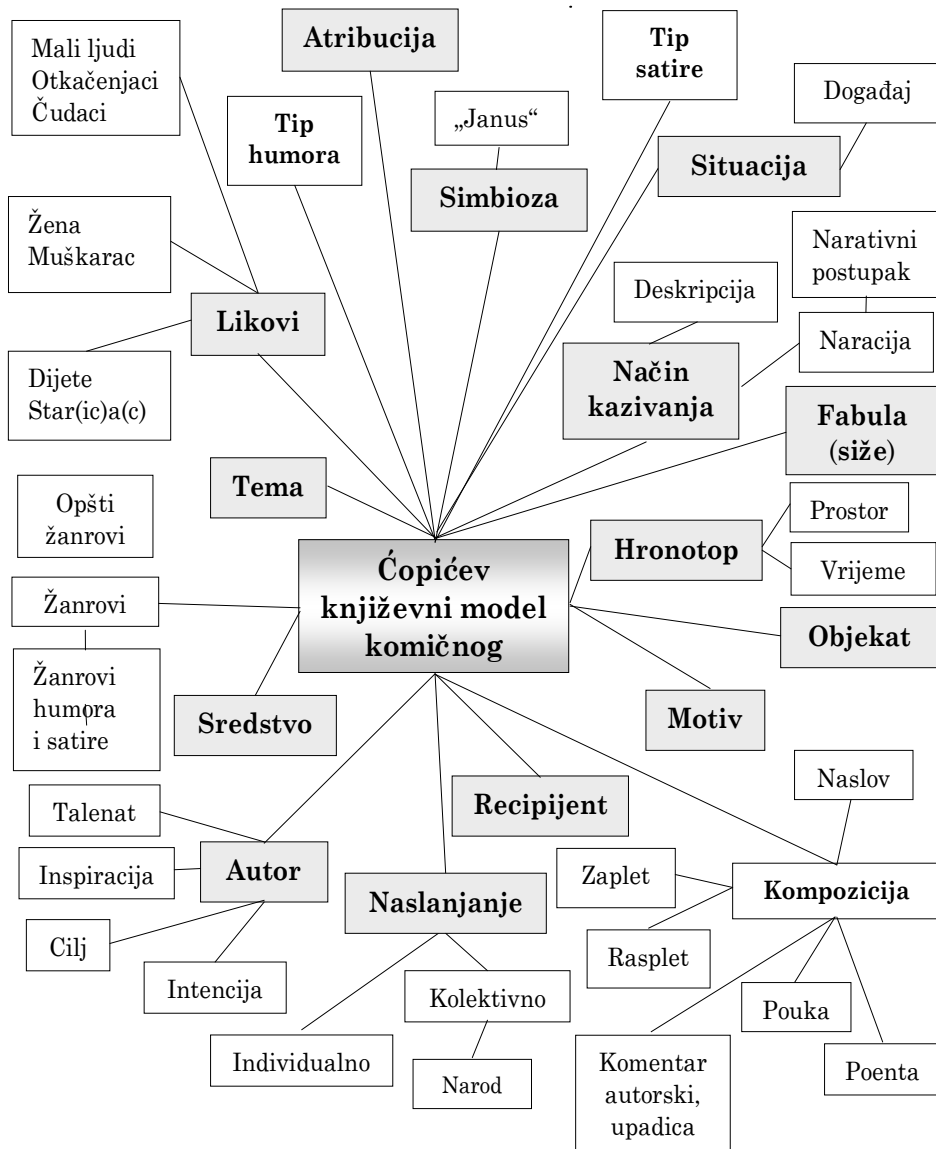 Mali ljudi
Otkačenjaci
Čudaci
Atribucija
Tip
satire
Događaj
Tip
humora
„Janus“
Situacija
Simbioza
Žena
Muškarac
Narativni
postupak
Deskripcija
Likovi
Naracija
Način
kazivanja
Dijete
Star(ic)a(c)
Fabula
(siže)
Tema
Opšti
žanrovi
Prostor
Hronotop
Vrijeme
Ćopićev
književni model
komičnog
Žanrovi
Objekat
Žanrovi
humora
i satire
Sredstvo
Motiv
Naslov
Recipijent
Talenat
Autor
Inspiracija
Zaplet
Kompozicija
Naslanjanje
Cilj
Rasplet
Intencija
Kolektivno
Pouka
Individualno
Narod
Komentar
autorski,
upadica
Poenta